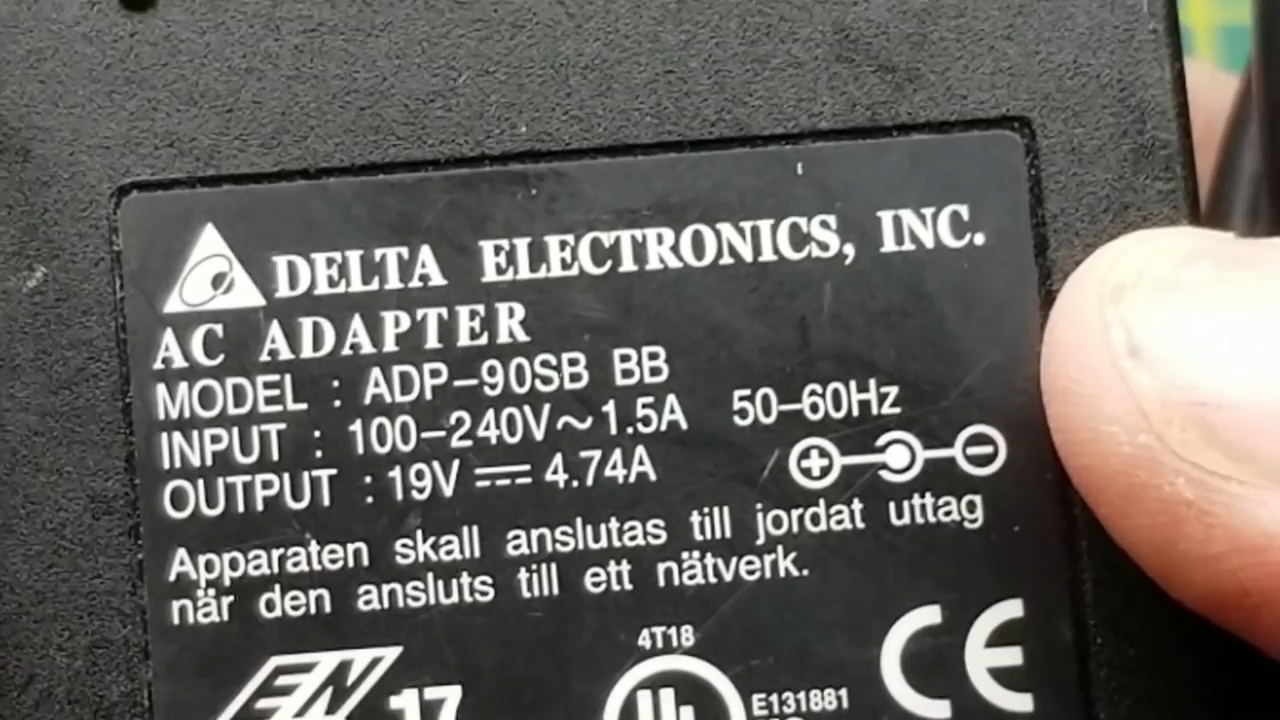 DELTA ELECTRONICS, INC.
AC ADAPTER
MODEL : ADP-90SB BB
INPUT : 100-240V~1.5A 50-60Hz
OUTPUT : 19V ⎓ 4.74A
Apparaten skall anslutas till jordat uttag
när den ansluts till ett nätverk.
4T18
EN 17
UL
E131881
CE